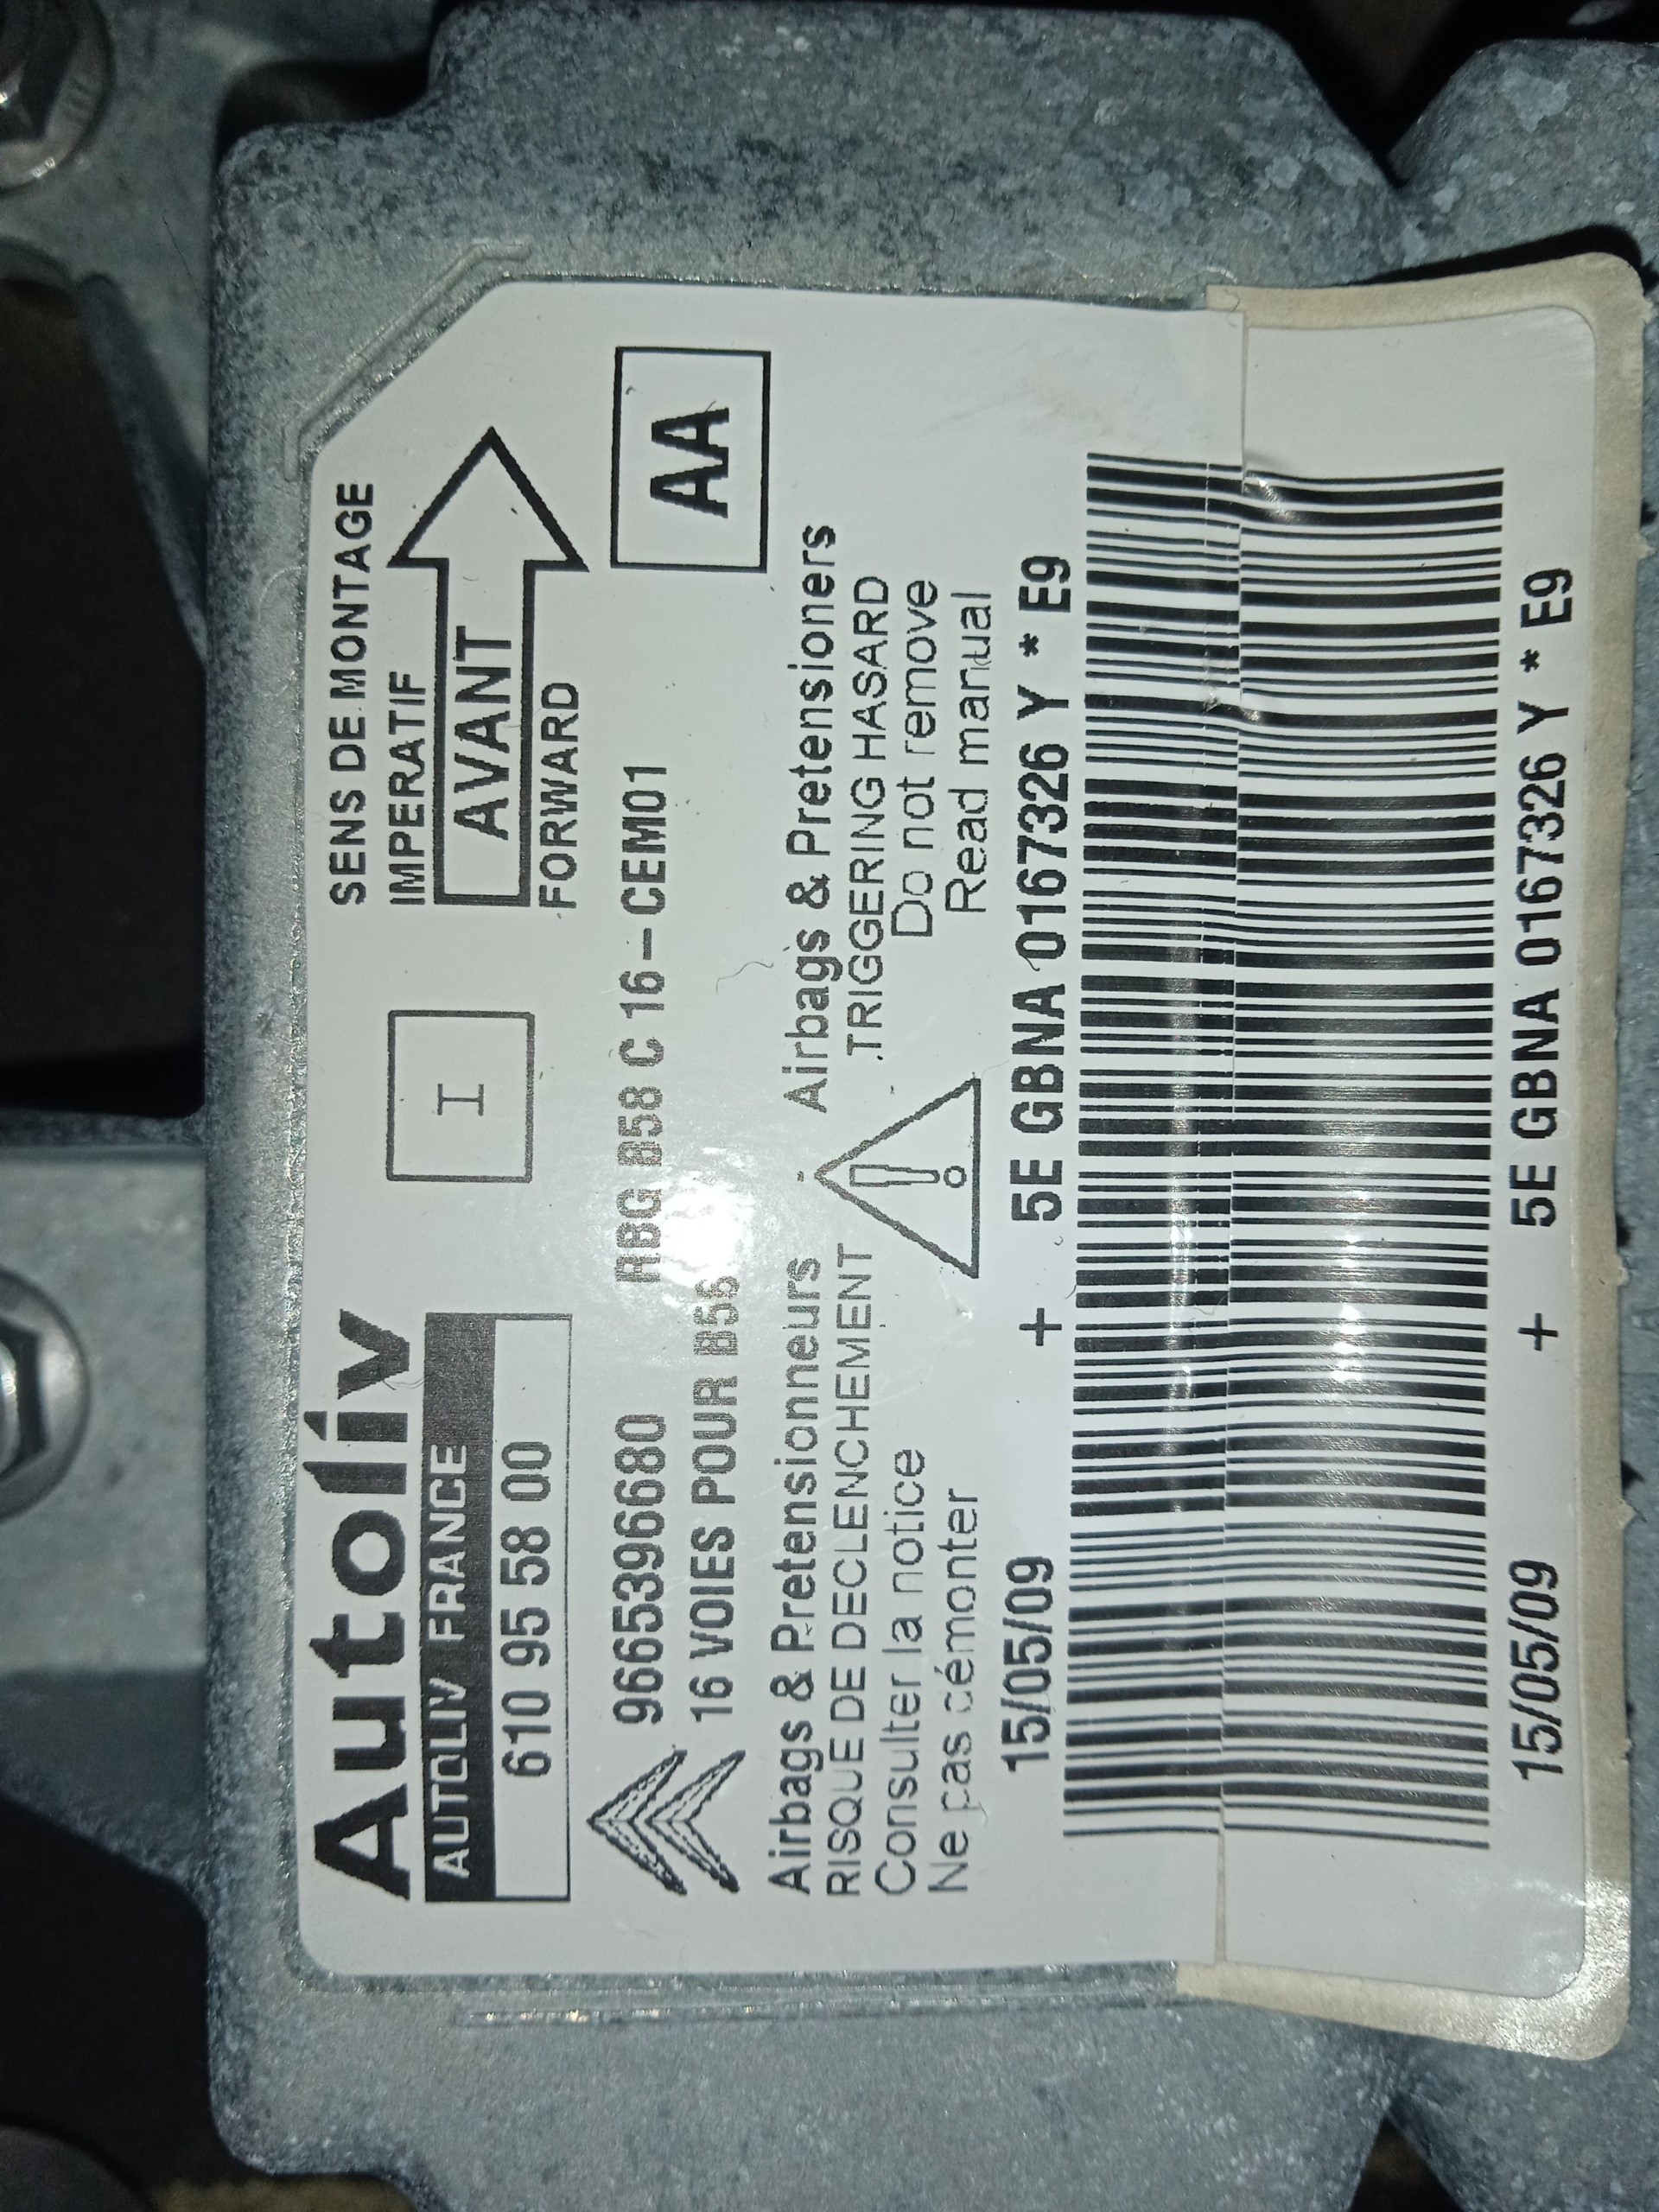 Autoliv
AUTOLIV FRANCE
610 95 58 00
I
SENS DE MONTAGE
IMPERATIF
AVANT
FORWARD
9665396680 RBG B58 C 16-CEM01
16 VOIES POUR B56
AA
Airbags & Pretensionneurs
RISQUE DE DECLENCHEMENT
Consulter la notice
Ne pas démonter
Airbags & Pretensioners
TRIGGERING HASARD
Do not remove
Read manual
15/05/09 + 5E GBNA 0167326 Y * E9
15/05/09 + 5E GBNA 0167326 Y * E9